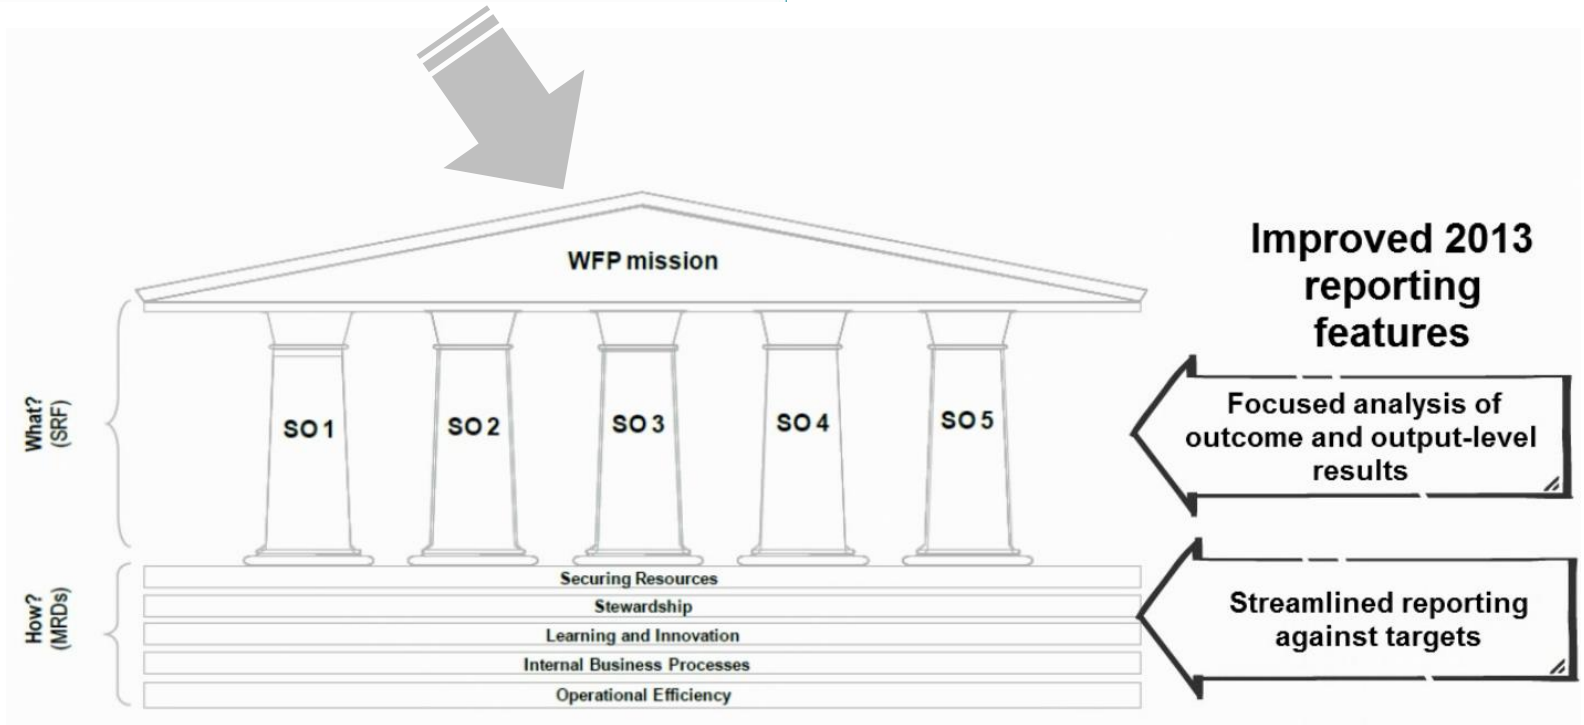 WFP mission
What?
(SRF)
SO 1
SO 2
SO 3
SO 4
SO 5
How?
(MRDs)
Securing Resources
Stewardship
Learning and Innovation
Internal Business Processes
Operational Efficiency
Improved 2013
reporting
features
Focused analysis of
outcome and output-level
results
Streamlined reporting
against targets